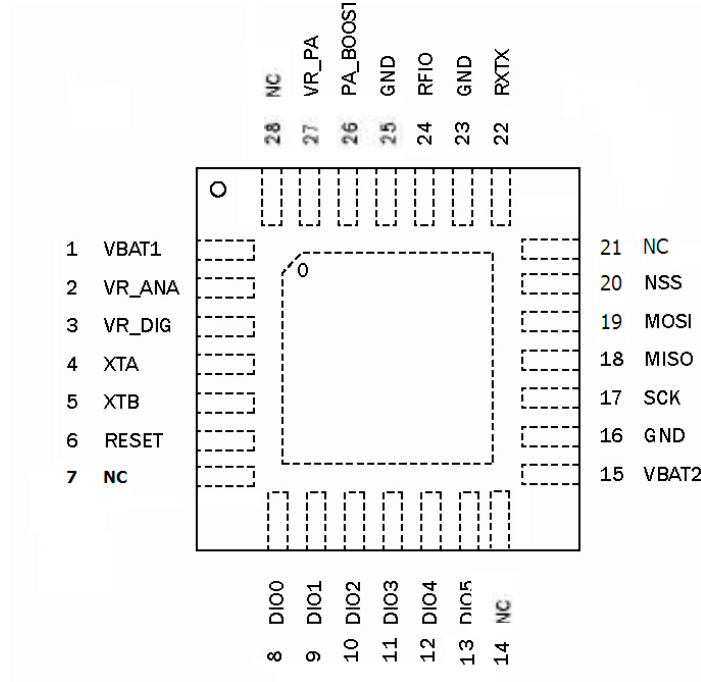 NC
VR_PA
PA_BOOST
GND
RFIO
GND
RXTX
28
27
26
25
24
23
22
1 VBAT1
2 VR_ANA
3 VR_DIG
4 XTA
5 XTB
6 RESET
7 NC
0
21 NC
20 NSS
19 MOSI
18 MISO
17 SCK
16 GND
15 VBAT2
8 DIO0
9 DIO1
10 DIO2
11 DIO3
12 DIO4
13 DIO5
14 NC